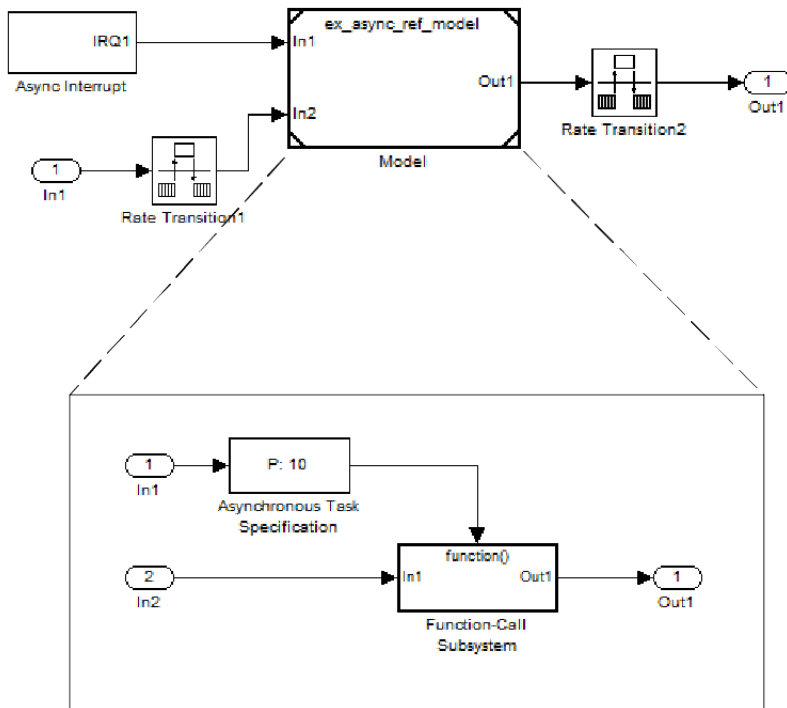 ex_async_ref_model
IRQ1
In1
Async Interrupt
Out1
1
Out1
In2
Rate Transition2
Model
1
In1
Rate Transition1
1
In1
P: 10
Asynchronous Task
Specification
function()
2
In2
In1
Out1
1
Out1
Function-Call
Subsystem